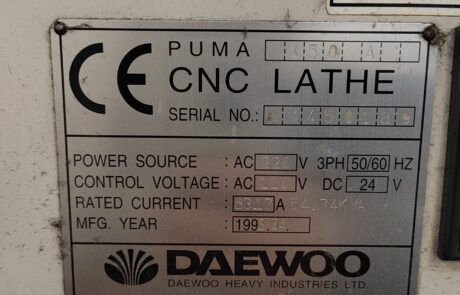 CE
PUMA
CNC LATHE
SERIAL NO.:
POWER SOURCE : AC V 3PH 50/60 HZ
CONTROL VOLTAGE : AC V DC 24 V
RATED CURRENT : A
MFG. YEAR : 199
DAEWOO
DAEWOO HEAVY INDUSTRIES LTD.